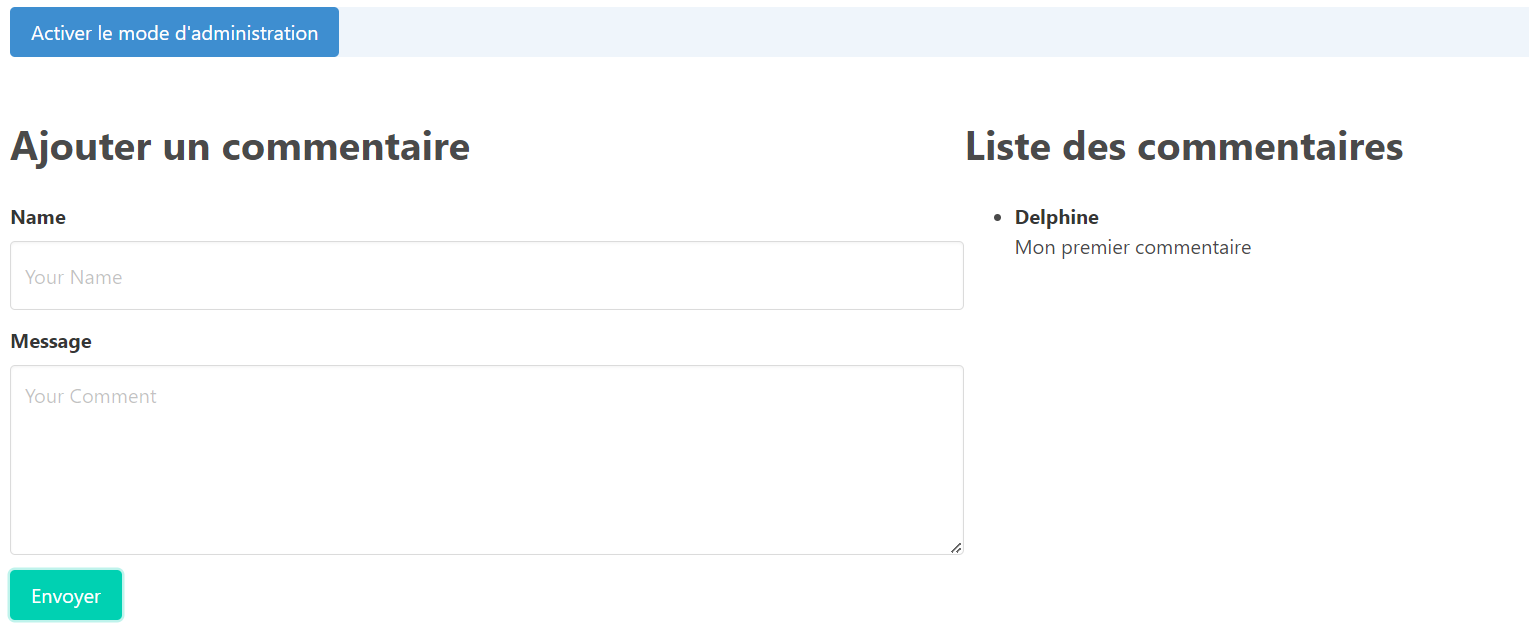 Activer le mode d'administration
Ajouter un commentaire
Name
Your Name
Message
Your Comment
Envoyer
Liste des commentaires
Delphine
Mon premier commentaire